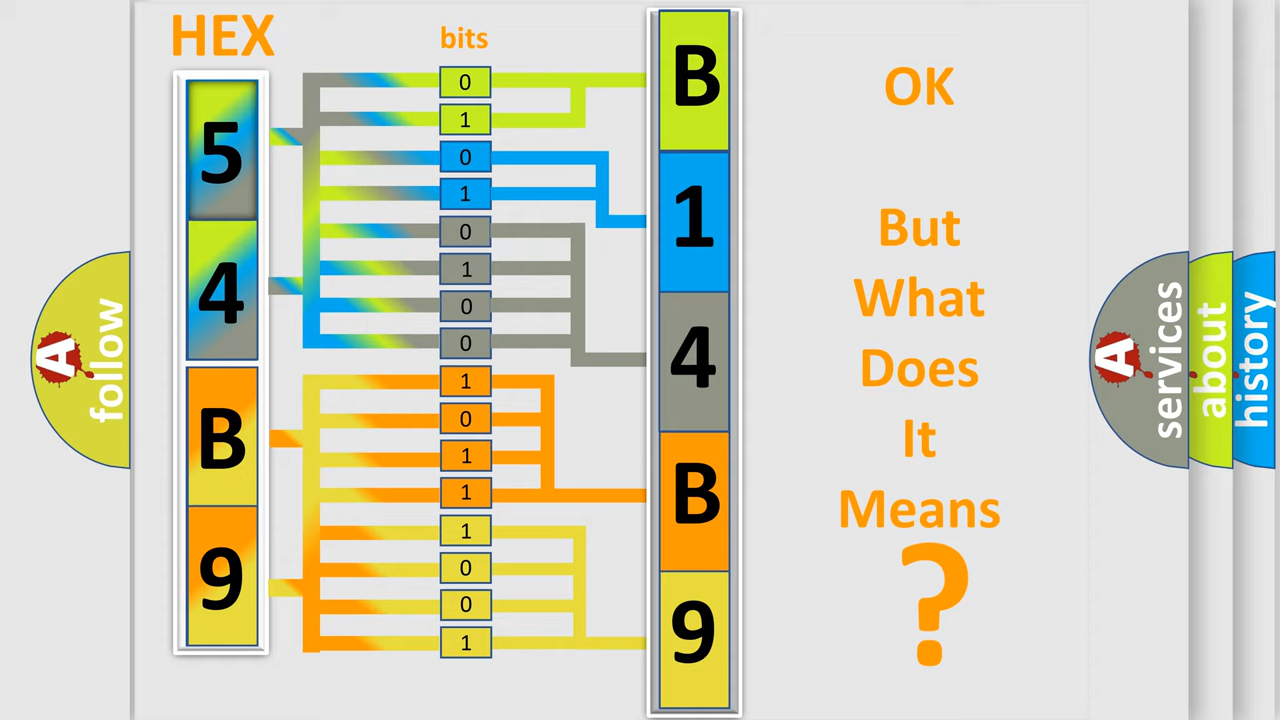 HEX
bits
5
4
B
9
0
1
0
1
0
1
0
0
1
0
1
1
1
0
0
1
B
1
4
B
9
OK
But
What
Does
It
Means
?
A
follow
A
services
about
history